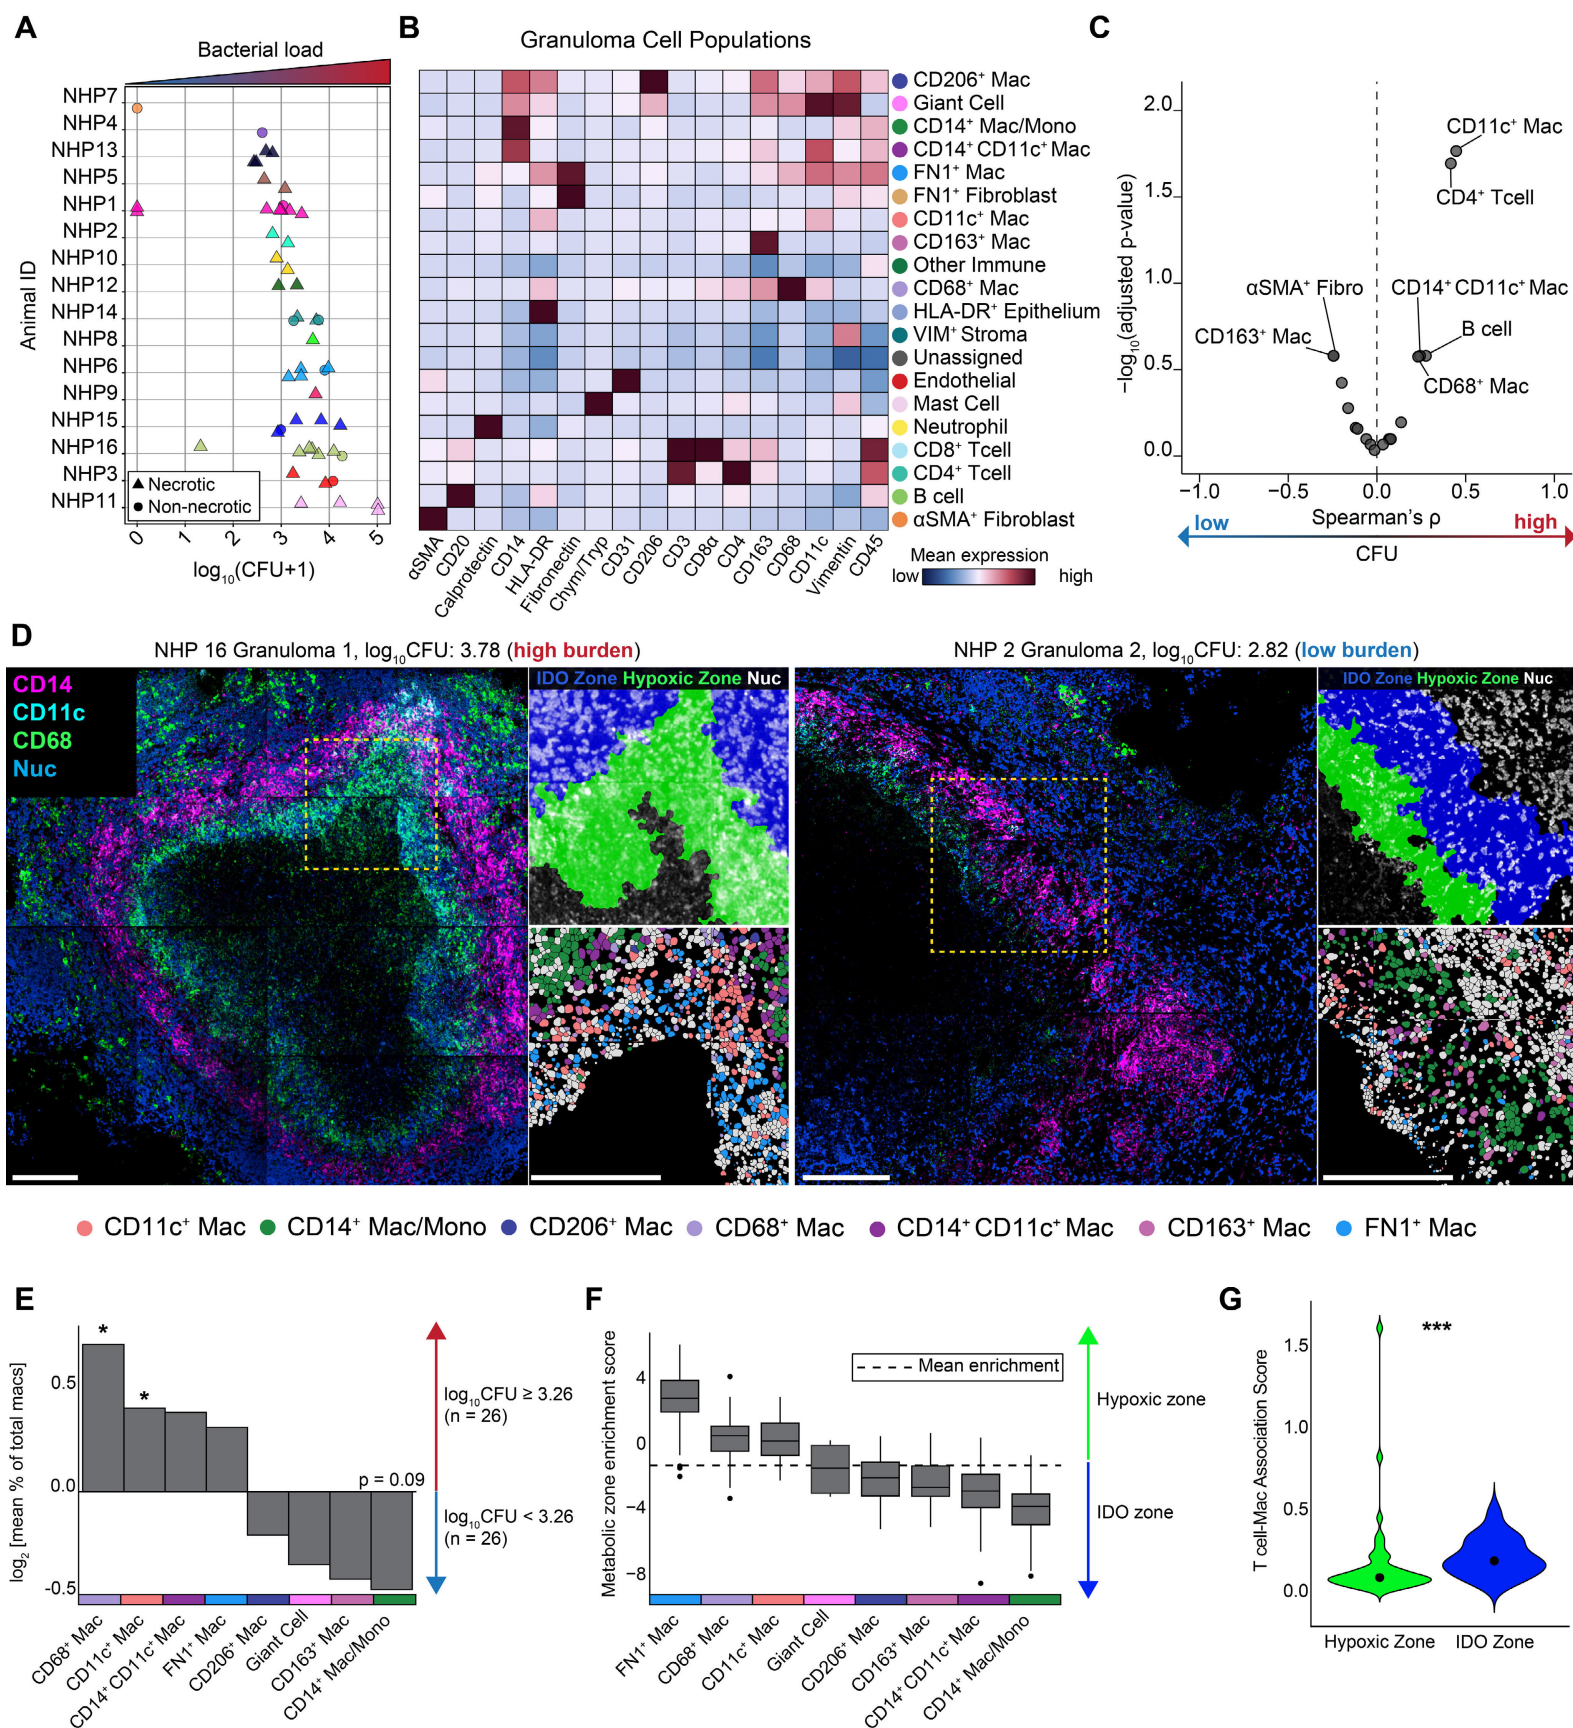 A
Bacterial load
NHP7
NHP4
NHP13
NHP5
NHP1
NHP2
NHP10
NHP12
NHP14
NHP8
NHP6
NHP9
NHP15
NHP16
NHP3
NHP11
Animal ID
Necrotic
Non-necrotic
0 1 2 3 4 5
log10(CFU+1)
B
Granuloma Cell Populations
CD206+ Mac
Giant Cell
CD14+ Mac/Mono
CD14+ CD11c+ Mac
FN1+ Mac
FN1+ Fibroblast
CD11c+ Mac
CD163+ Mac
Other Immune
CD68+ Mac
HLA-DR+ Epithelium
VIM+ Stroma
Unassigned
Endothelial
Mast Cell
Neutrophil
CD8+ Tcell
CD4+ Tcell
B cell
αSMA+ Fibroblast
αSMA
CD20
Calprotectin
CD14
HLA-DR
Fibronectin
Chym/Tryp
CD31
CD206
CD3
CD8α
CD4
CD163
CD68
CD11c
Vimentin
CD45
Mean expression
low high
C
−log10(adjusted p-value)
2.0
1.5
1.0
0.5
0.0
CD11c+ Mac
CD4+ Tcell
αSMA+ Fibro
CD14+ CD11c+ Mac
CD163+ Mac
B cell
CD68+ Mac
−1.0 −0.5 0.0 0.5 1.0
Spearman's ρ
low high
CFU
D
NHP 16 Granuloma 1, log10CFU: 3.78 (high burden)
NHP 2 Granuloma 2, log10CFU: 2.82 (low burden)
CD14
CD11c
CD68
Nuc
IDO Zone Hypoxic Zone Nuc
IDO Zone Hypoxic Zone Nuc
CD11c+ Mac CD14+ Mac/Mono CD206+ Mac CD68+ Mac CD14+ CD11c+ Mac CD163+ Mac FN1+ Mac
E
log2 [mean % of total macs]
0.5
0.0
-0.5
*
*
p = 0.09
log10CFU ≥ 3.26
(n = 26)
log10CFU < 3.26
(n = 26)
CD68+ Mac
CD11c+ Mac
CD14+ CD11c+ Mac
FN1+ Mac
CD206+ Mac
Giant Cell
CD163+ Mac
CD14+ Mac/Mono
F
Metabolic zone enrichment score
4
0
−4
−8
Mean enrichment
Hypoxic zone
IDO zone
FN1+ Mac
CD68+ Mac
CD11c+ Mac
Giant Cell
CD206+ Mac
CD163+ Mac
CD14+ CD11c+ Mac
CD14+ Mac/Mono
G
T cell-Mac Association Score
1.5
1.0
0.5
0.0
***
Hypoxic Zone IDO Zone